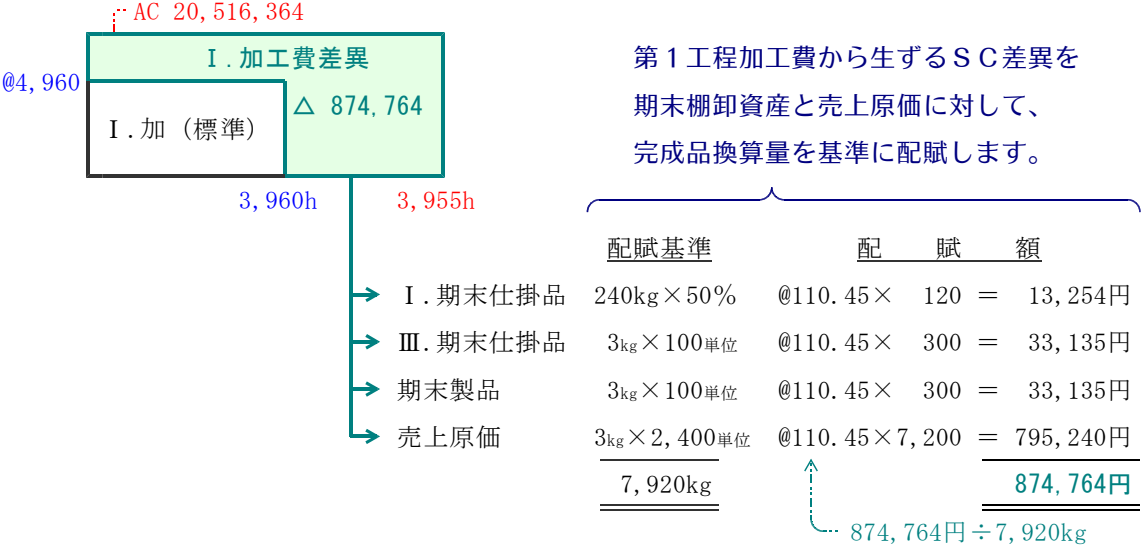 AC 20,516,364
Ⅰ.加工費差異
@4,960
△ 874,764
Ⅰ.加（標準）
3,960h
3,955h
第１工程加工費から生ずるＳＣ差異を
期末棚卸資産と売上原価に対して、
完成品換算量を基準に配賦します。
配賦基準 配 賦 額
Ⅰ.期末仕掛品 240kg×50% @110.45× 120 ＝ 13,254円
Ⅲ.期末仕掛品 3kg×100単位 @110.45× 300 ＝ 33,135円
期末製品 3kg×100単位 @110.45× 300 ＝ 33,135円
売上原価 3kg×2,400単位 @110.45×7,200 ＝ 795,240円
7,920kg 874,764円
874,764円÷7,920kg